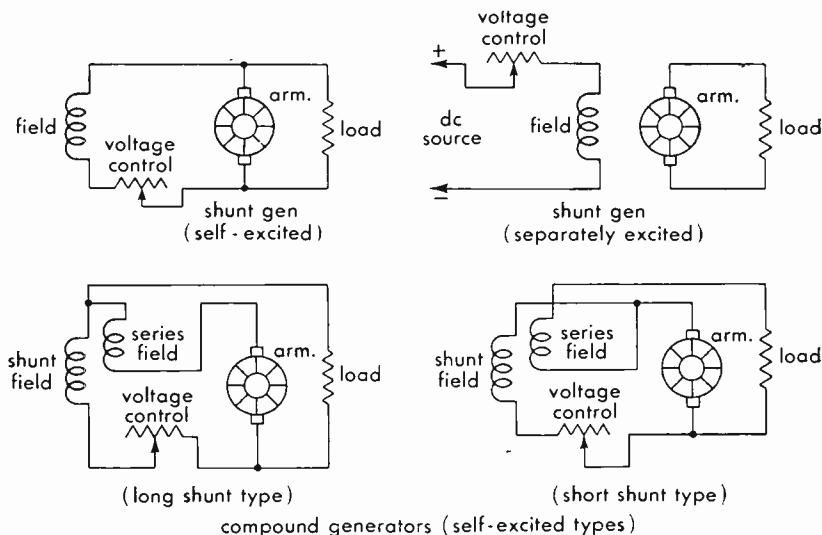 field
voltage
control
arm.
load
shunt gen
(self-excited)
+
voltage
control
dc
source
field
arm.
load
−
shunt gen
(separately excited)
shunt
field
series
field
voltage
control
arm.
load
(long shunt type)
shunt
field
series
field
voltage
control
arm.
load
(short shunt type)
compound generators (self-excited types)